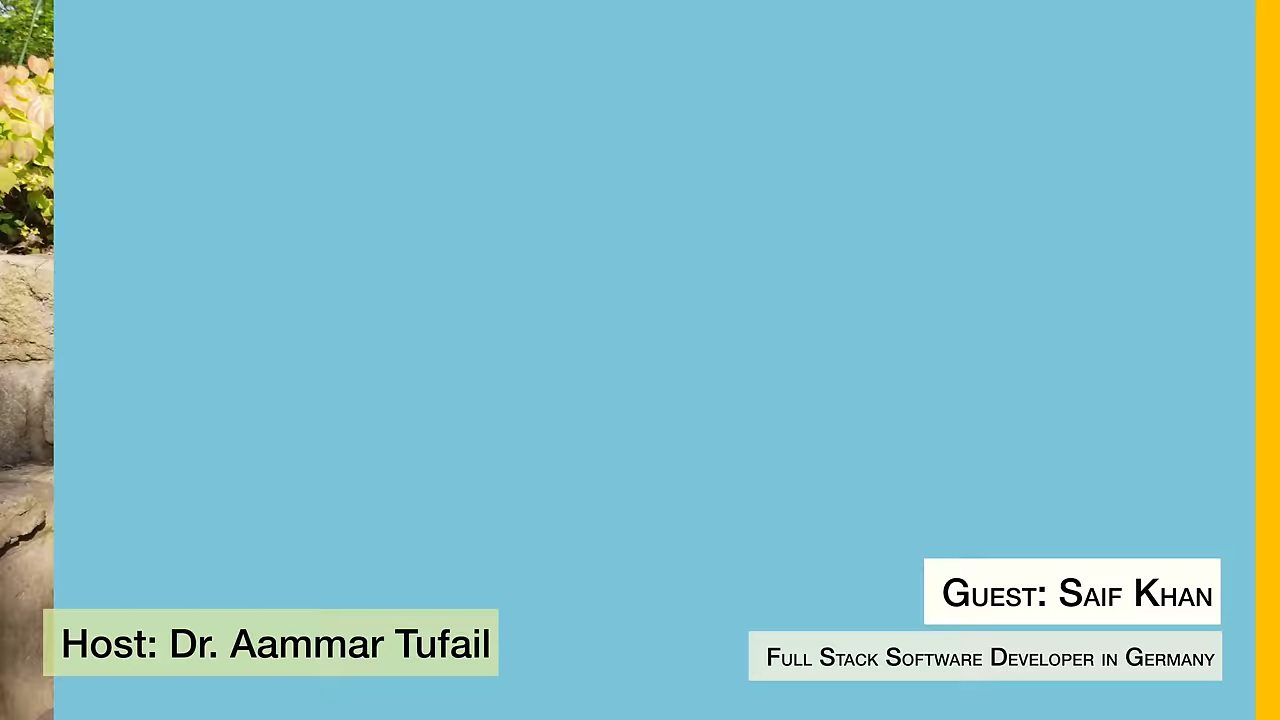 Host: Dr. Aammar Tufail
Guest: Saif Khan
Full Stack Software Developer in Germany